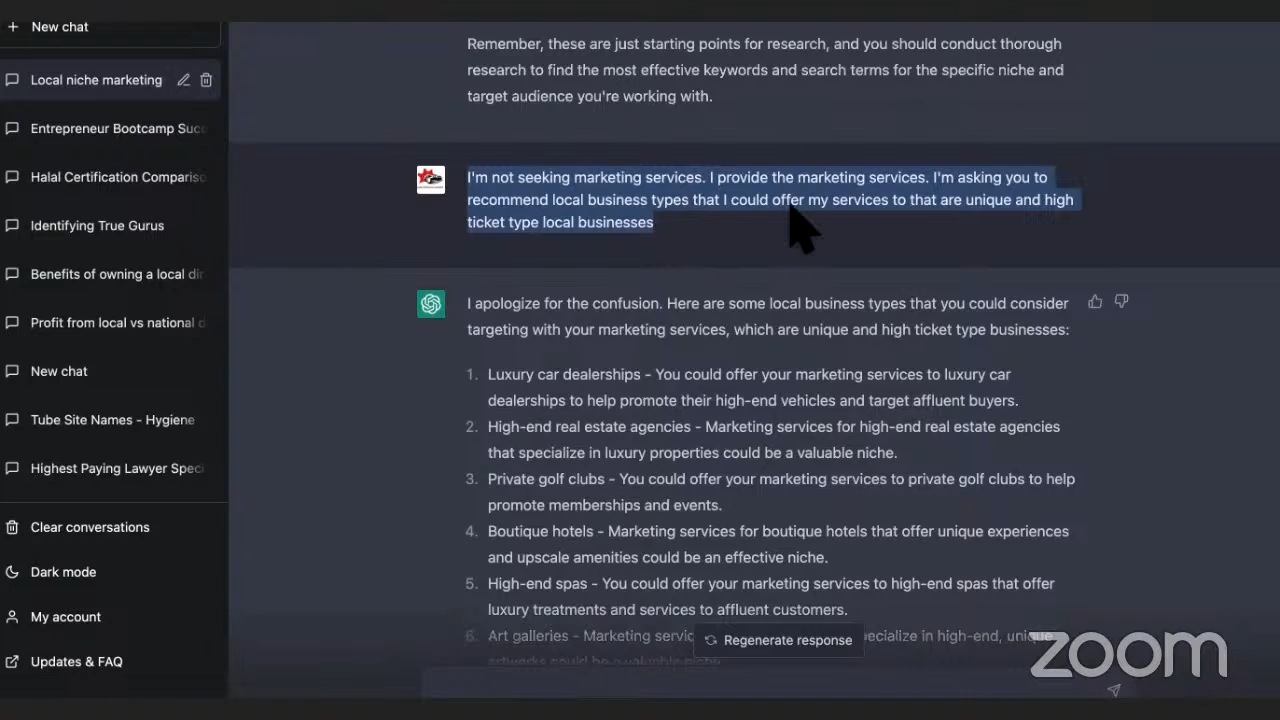 New chat
Local niche marketing
Entrepreneur Bootcamp Suc
Halal Certification Compariso
Identifying True Gurus
Benefits of owning a local dir
Profit from local vs national d
New chat
Tube Site Names - Hygiene
Highest Paying Lawyer Speci
Clear conversations
Dark mode
My account
Updates & FAQ
Remember, these are just starting points for research, and you should conduct thorough
research to find the most effective keywords and search terms for the specific niche and
target audience you're working with.
I'm not seeking marketing services. I provide the marketing services. I'm asking you to
recommend local business types that I could offer my services to that are unique and high
ticket type local businesses
I apologize for the confusion. Here are some local business types that you could consider
targeting with your marketing services, which are unique and high ticket type businesses:
1. Luxury car dealerships - You could offer your marketing services to luxury car
dealerships to help promote their high-end vehicles and target affluent buyers.
2. High-end real estate agencies - Marketing services for high-end real estate agencies
that specialize in luxury properties could be a valuable niche.
3. Private golf clubs - You could offer your marketing services to private golf clubs to help
promote memberships and events.
4. Boutique hotels - Marketing services for boutique hotels that offer unique experiences
and upscale amenities could be an effective niche.
5. High-end spas - You could offer your marketing services to high-end spas that offer
luxury treatments and services to affluent customers.
6. Art galleries - Marketing servic ecialize in high-end, unique
artworks could be a valuable niche.
Regenerate response
zoom